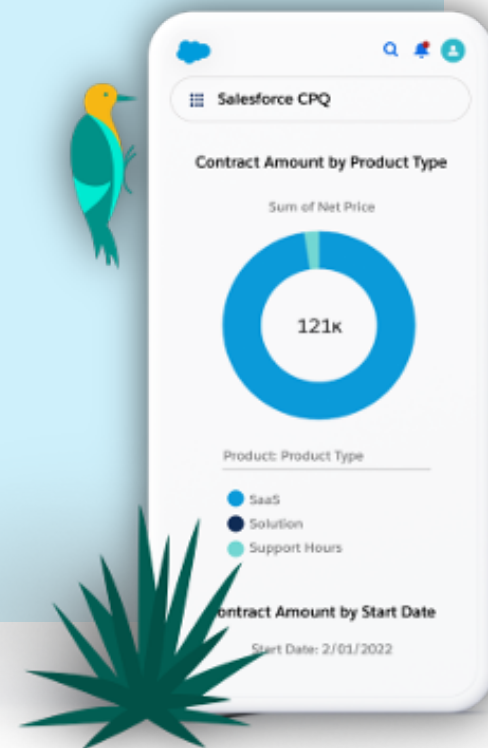 Salesforce CPQ
Contract Amount by Product Type
Sum of Net Price
121K
Product: Product Type
SaaS
Solution
Support Hours
ontract Amount by Start Date
Start Date: 2/01/2022